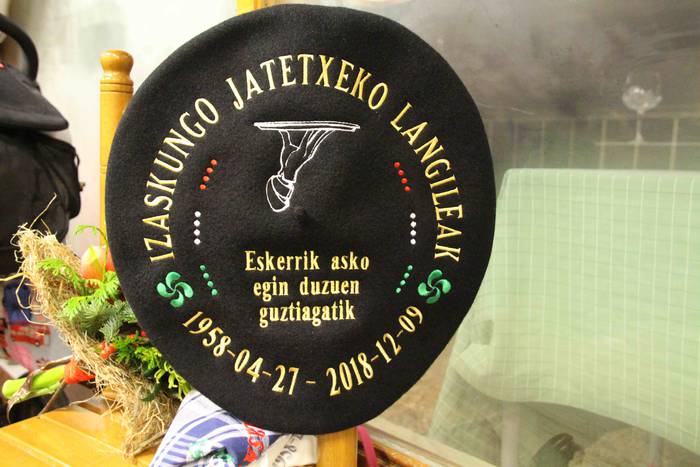 IZASKUNGO JATETXEKO LANGILEAK
Eskerrik asko
egin duzuen
guztiagatik
1958-04-27 - 2018-12-09